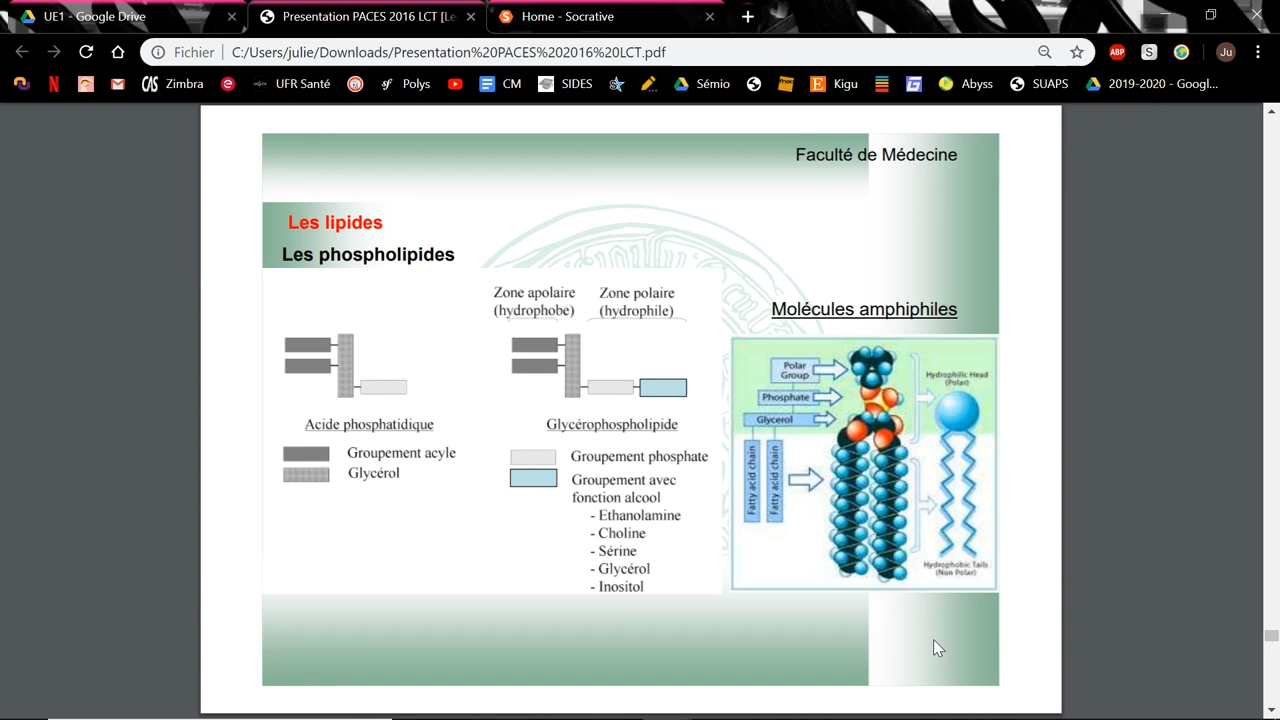 UE1 - Google Drive
Presentation PACES 2016 LCT [Le
Home - Socrative
Fichier
C:/Users/julie/Downloads/Presentation%20PACES%202016%20LCT.pdf
ABP
S
Ju
Zimbra
UFR Santé
Polys
CM
SIDES
Sémio
fnac
E
Kigu
Abyss
SUAPS
2019-2020 - Googl...
Faculté de Médecine
Les lipides
Les phospholipides
Zone apolaire
(hydrophobe)
Zone polaire
(hydrophile)
Molécules amphiphiles
Acide phosphatidique
Groupement acyle
Glycérol
Glycérophospholipide
Groupement phosphate
Groupement avec
fonction alcool
- Ethanolamine
- Choline
- Sérine
- Glycérol
- Inositol
Polar
Group
Phosphate
Glycerol
Fatty acid chain
Fatty acid chain
Hydrophilic Head
(Polar)
Hydrophobic Tails
(Non Polar)